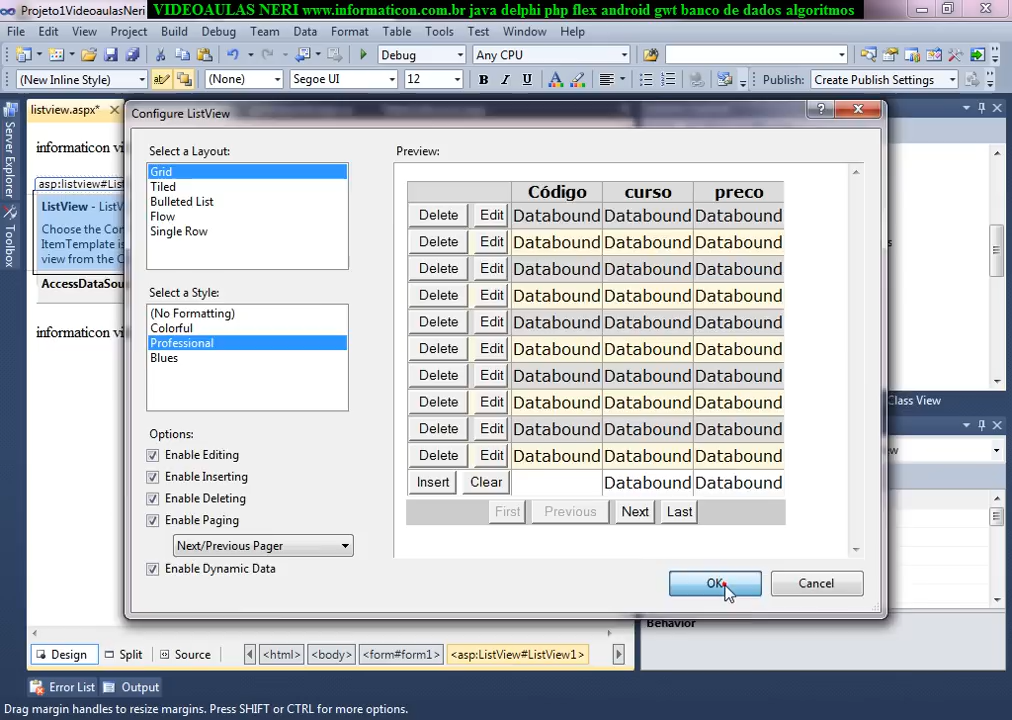 Projeto1VideoaulasNeri
VIDEOAULAS NERI www.informaticon.com.br java delphi php flex android gwt banco de dados algoritmos
File Edit View Project Build Debug Team Data Format Table Tools Test Window Help
Debug Any CPU
(New Inline Style) (None) Segoe UI 12 B I U A Publish: Create Publish Settings
listview.aspx*
Server Explorer
Toolbox
informaticon vi
asp:listview#List
ListView - ListV
Choose the Con
ItemTemplate is
view from the C
AccessDataSou
informaticon vi
Configure ListView
Select a Layout:
Grid
Tiled
Bulleted List
Flow
Single Row
Select a Style:
(No Formatting)
Colorful
Professional
Blues
Options:
Enable Editing
Enable Inserting
Enable Deleting
Enable Paging
Next/Previous Pager
Enable Dynamic Data
Preview:
Código curso preco
Delete Edit Databound Databound Databound
Delete Edit Databound Databound Databound
Delete Edit Databound Databound Databound
Delete Edit Databound Databound Databound
Delete Edit Databound Databound Databound
Delete Edit Databound Databound Databound
Delete Edit Databound Databound Databound
Delete Edit Databound Databound Databound
Delete Edit Databound Databound Databound
Delete Edit Databound Databound Databound
Insert Clear Databound Databound
First Previous Next Last
OK Cancel
s
Class View
ew
Behavior
Design Split Source <html> <body> <form#form1> <asp:ListView#ListView1>
Error List Output
Drag margin handles to resize margins. Press SHIFT or CTRL for more options.